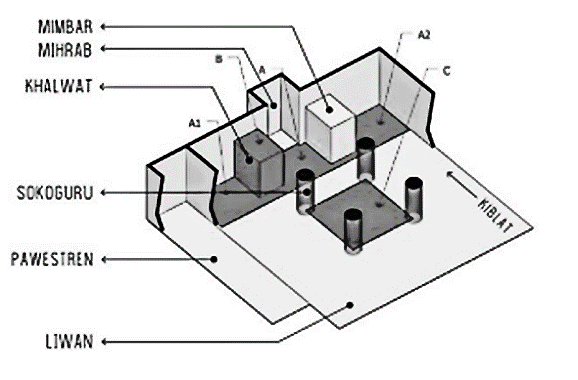 MIMBAR
MIHRAB
KHALWAT
SOKOGURU
PAWESTREN
LIWAN
B
A
A1
A2
C
KIBLAT